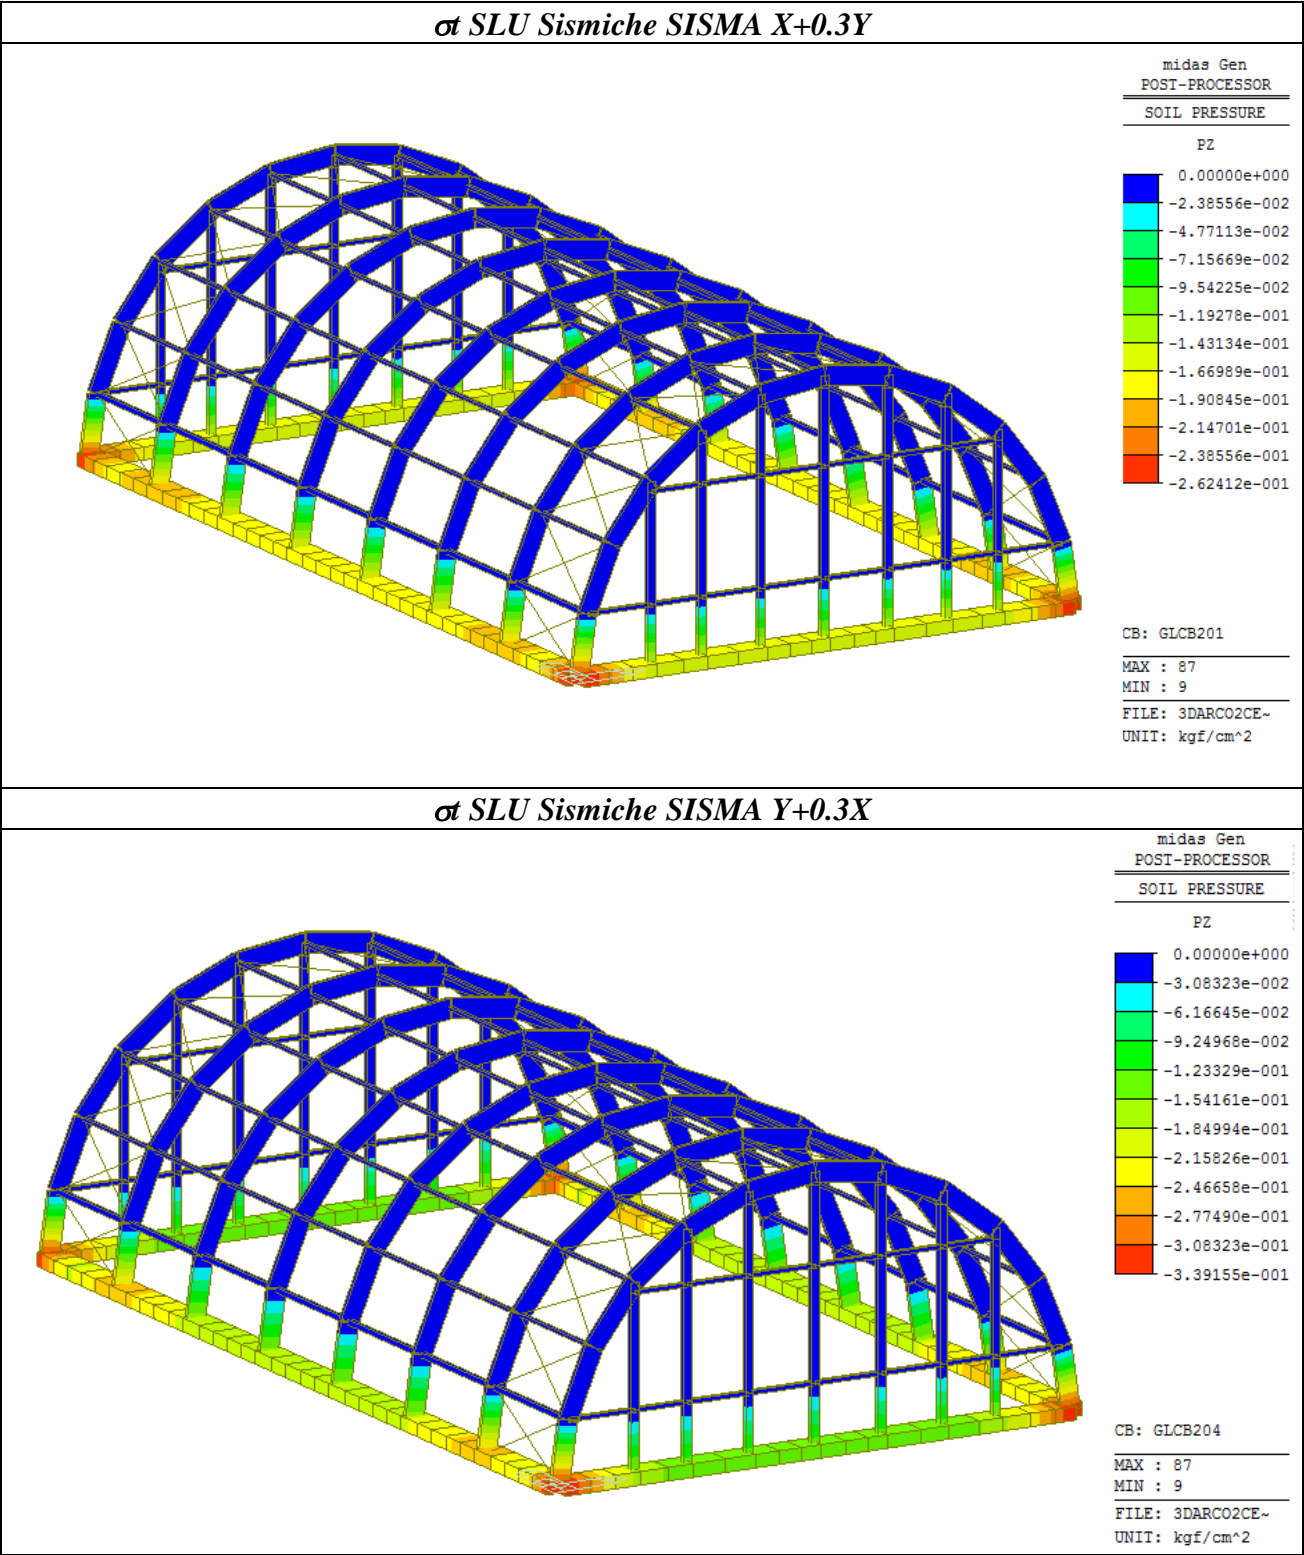 σt SLU Sismiche SISMA X+0.3Y
midas Gen
POST-PROCESSOR
SOIL PRESSURE
PZ
0.00000e+000
-2.38556e-002
-4.77113e-002
-7.15669e-002
-9.54225e-002
-1.19278e-001
-1.43134e-001
-1.66989e-001
-1.90845e-001
-2.14701e-001
-2.38556e-001
-2.62412e-001
CB: GLCB201
MAX : 87
MIN : 9
FILE: 3DARCO2CE~
UNIT: kgf/cm^2
σt SLU Sismiche SISMA Y+0.3X
midas Gen
POST-PROCESSOR
SOIL PRESSURE
PZ
0.00000e+000
-3.08323e-002
-6.16645e-002
-9.24968e-002
-1.23329e-001
-1.54161e-001
-1.84994e-001
-2.15826e-001
-2.46658e-001
-2.77490e-001
-3.08323e-001
-3.39155e-001
CB: GLCB204
MAX : 87
MIN : 9
FILE: 3DARCO2CE~
UNIT: kgf/cm^2